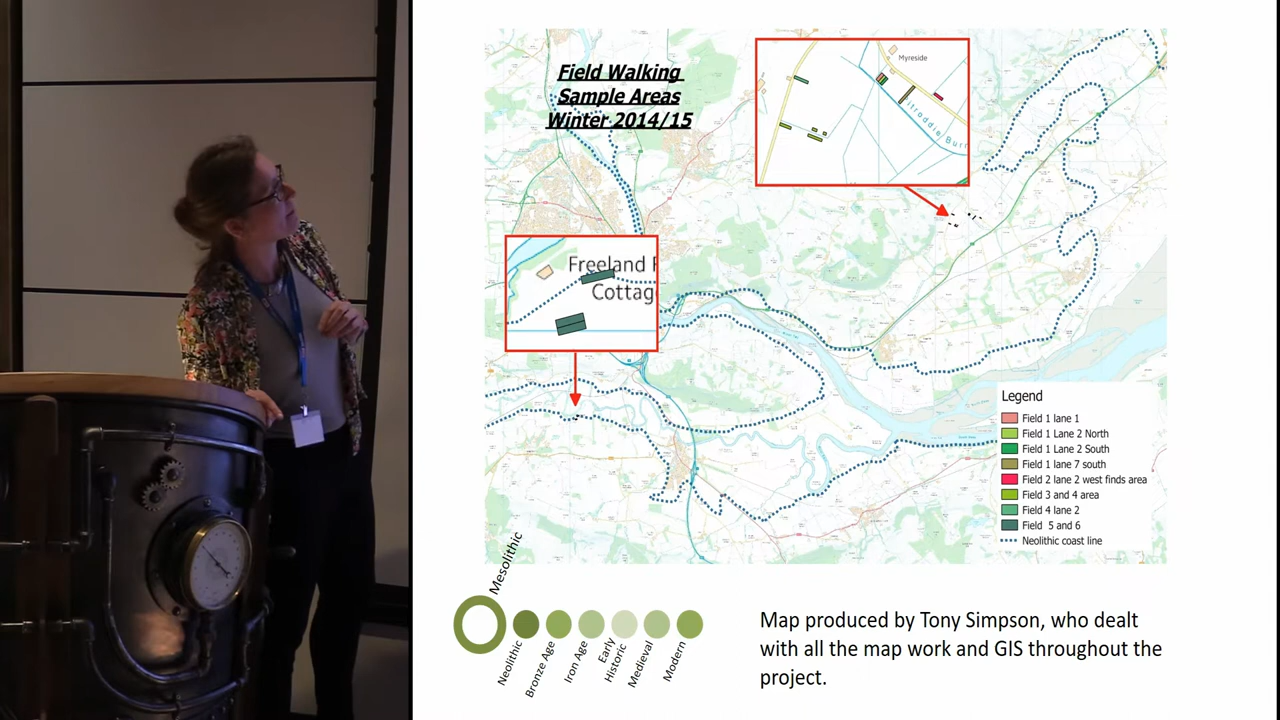 Field Walking
Sample Areas
Winter 2014/15
Myreside
Freeland
Cottag
Legend
Field 1 lane 1
Field 1 Lane 2 North
Field 1 Lane 2 South
Field 1 lane 7 south
Field 2 lane 2 west finds area
Field 3 and 4 area
Field 4 lane 2
Field 5 and 6
Neolithic coast line
Mesolithic
Neolithic
Bronze Age
Iron Age
Early
Historic
Medieval
Modern
Map produced by Tony Simpson, who dealt
with all the map work and GIS throughout the
project.